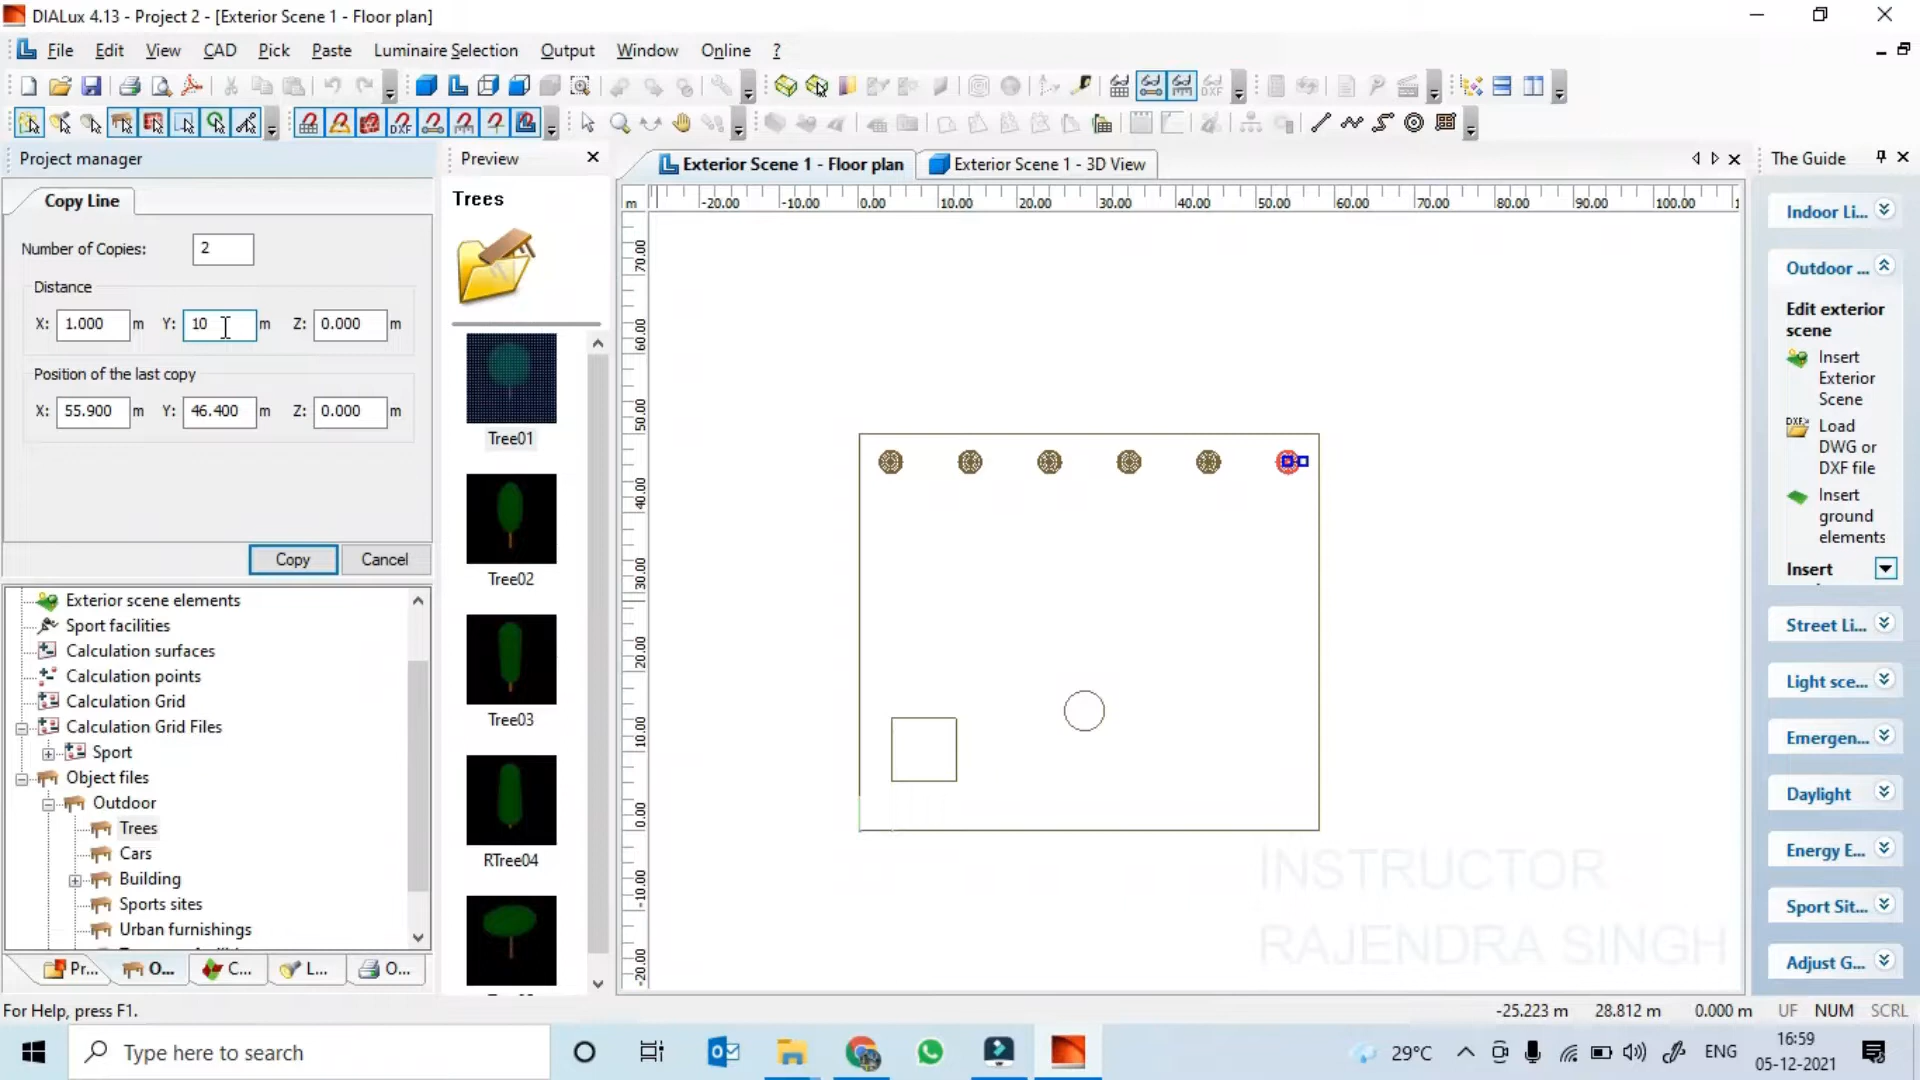 DIALux 4.13 - Project 2 - [Exterior Scene 1 - Floor plan]
File Edit View CAD Pick Paste Luminaire Selection Output Window Online ?
Project manager
Copy Line
Number of Copies: 2
Distance
X: 1.000 m Y: 10 m Z: 0.000 m
Position of the last copy
X: 55.900 m Y: 46.400 m Z: 0.000 m
Copy Cancel
Exterior scene elements
Sport facilities
Calculation surfaces
Calculation points
Calculation Grid
Calculation Grid Files
Sport
Object files
Outdoor
Trees
Cars
Building
Sports sites
Urban furnishings
Pr... O... C... L... O...
Preview
Trees
Tree01
Tree02
Tree03
RTree04
Exterior Scene 1 - Floor plan Exterior Scene 1 - 3D View
m -20.00 -10.00 0.00 10.00 20.00 30.00 40.00 50.00 60.00 70.00 80.00 90.00 100.00
70.00
60.00
50.00
40.00
30.00
20.00
10.00
0.00
-10.00
-20.00
INSTRUCTOR
RAJENDRA SINGH
The Guide
Indoor Li...
Outdoor ...
Edit exterior
scene
Insert
Exterior
Scene
Load
DWG or
DXF file
Insert
ground
elements
Insert
Street Li...
Light sce...
Emergen...
Daylight
Energy E...
Sport Sit...
Adjust G...
For Help, press F1.
-25.223 m 28.812 m 0.000 m UF NUM SCRL
Type here to search
29°C ENG
16:59
05-12-2021